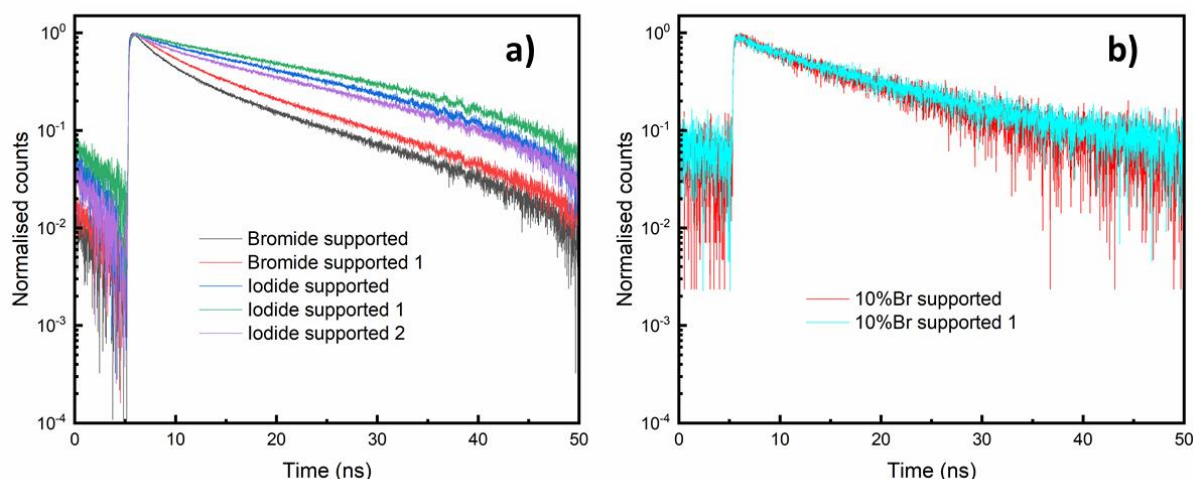 a)
Normalised counts
10⁰
10⁻¹
10⁻²
10⁻³
10⁻⁴
Bromide supported
Bromide supported 1
Iodide supported
Iodide supported 1
Iodide supported 2
0 10 20 30 40 50
Time (ns)
b)
Normalised counts
10⁰
10⁻¹
10⁻²
10⁻³
10⁻⁴
10%Br supported
10%Br supported 1
0 10 20 30 40 50
Time (ns)